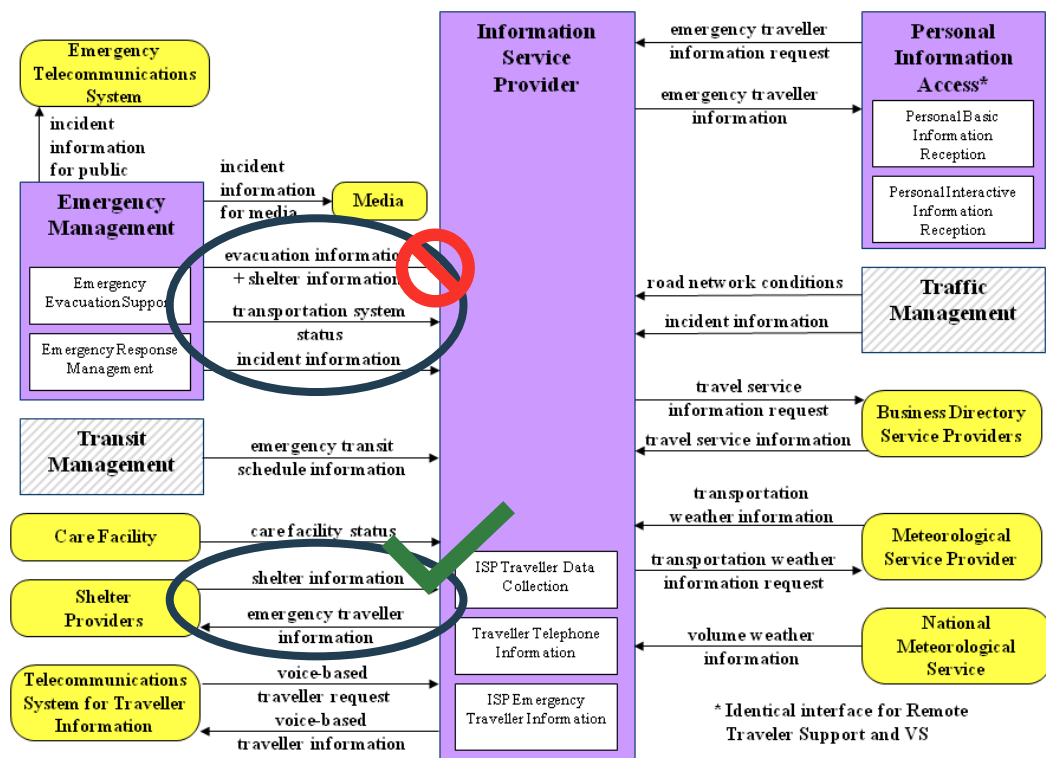 Emergency
Telecommunications
System
incident
information
for public
Emergency
Management
Emergency
Evacuation Support
Emergency Response
Management
incident
information
for media
Media
evacuation information
+ shelter information
transportation system
status
incident information
Transit
Management
emergency transit
schedule information
Care Facility
care facility status
Shelter
Providers
shelter information
emergency traveller
information
Telecommunications
System for Traveller
Information
voice-based
traveller request
voice-based
traveller information
Information
Service
Provider
ISP Traveller Data
Collection
Traveller Telephone
Information
ISP Emergency
Traveller Information
emergency traveller
information request
emergency traveller
information
Personal
Information
Access*
Personal Basic
Information
Reception
Personal Interactive
Information
Reception
road network conditions
incident information
Traffic
Management
travel service
information request
travel service information
Business Directory
Service Providers
transportation
weather information
transportation weather
information request
Meteorological
Service Provider
volume weather
information
National
Meteorological
Service
* Identical interface for Remote
Traveler Support and VS